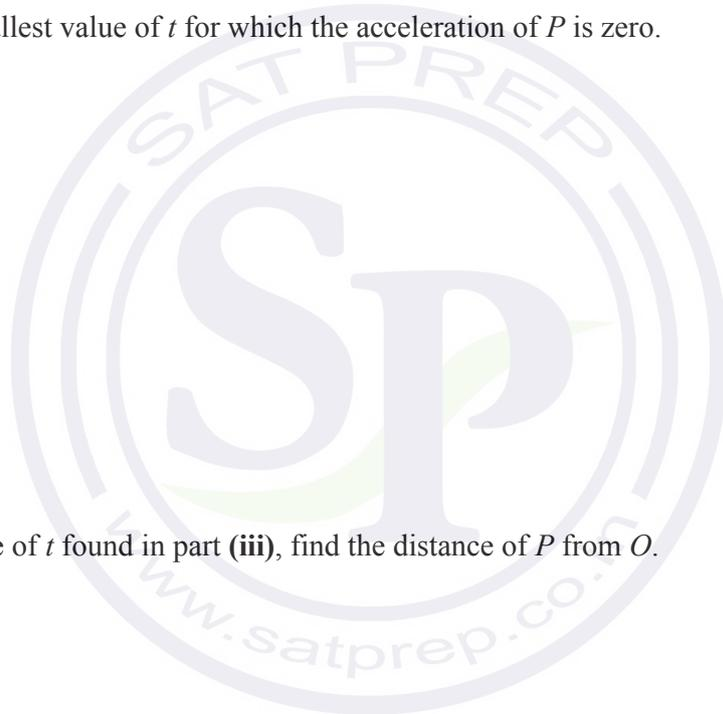 llest value of t for which the acceleration of P is zero.
SAT PREP
SP
e of t found in part (iii), find the distance of P from O.
www.satprep.co.in